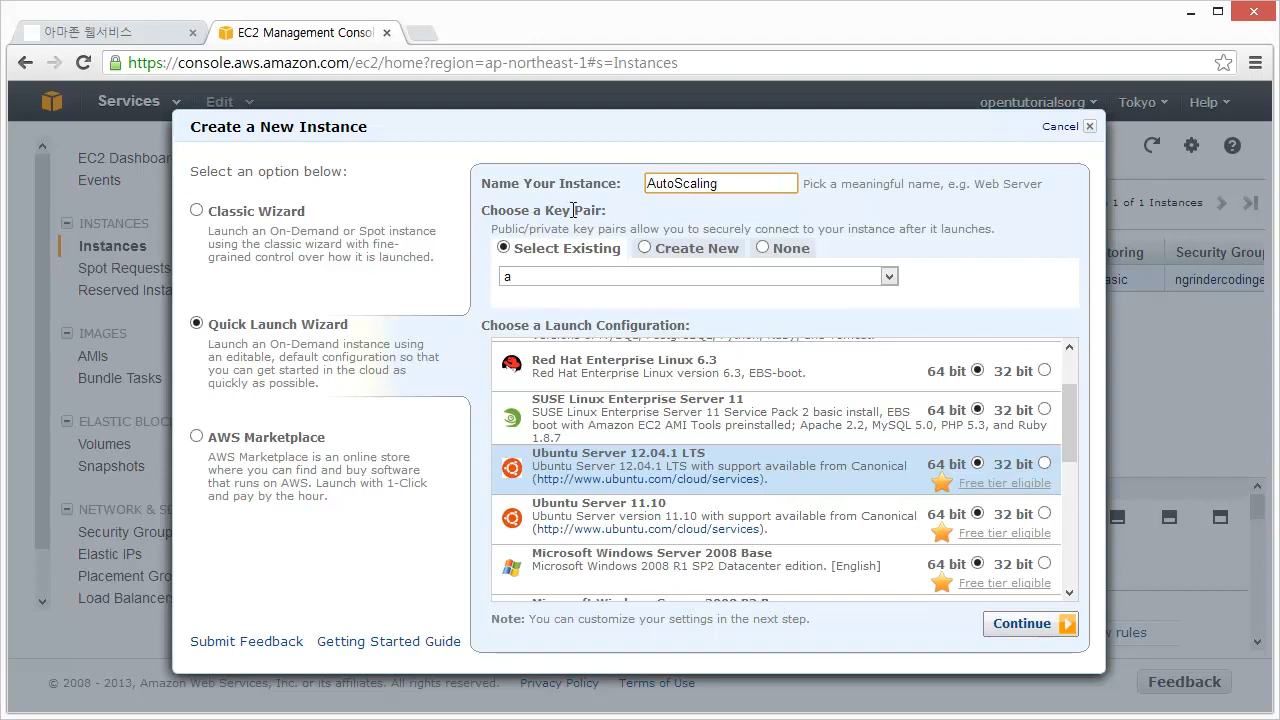 아마존 웹서비스
EC2 Management Consol
https://console.aws.amazon.com/ec2/home?region=ap-northeast-1#s=Instances
Services
Edit
opentutorialsorg
Tokyo
Help
Create a New Instance
Cancel
EC2 Dashboar
Events
INSTANCES
Instances
Spot Requests
Reserved Insta
IMAGES
AMIs
Bundle Tasks
ELASTIC BLOC
Volumes
Snapshots
NETWORK & S
Security Group
Elastic IPs
Placement Gro
Load Balancer
Select an option below:
Classic Wizard
Launch an On-Demand or Spot instance
using the classic wizard with fine-
grained control over how it is launched.
Quick Launch Wizard
Launch an On-Demand instance using
an editable, default configuration so that
you can get started in the cloud as
quickly as possible.
AWS Marketplace
AWS Marketplace is an online store
where you can find and buy software
that runs on AWS. Launch with 1-Click
and pay by the hour.
Submit Feedback Getting Started Guide
Name Your Instance: AutoScaling Pick a meaningful name, e.g. Web Server
Choose a Key Pair:
Public/private key pairs allow you to securely connect to your instance after it launches.
Select Existing Create New None
a
Choose a Launch Configuration:
Red Hat Enterprise Linux 6.3
Red Hat Enterprise Linux version 6.3, EBS-boot.
64 bit 32 bit
SUSE Linux Enterprise Server 11
SUSE Linux Enterprise Server 11 Service Pack 2 basic install, EBS
boot with Amazon EC2 AMI Tools preinstalled; Apache 2.2, MySQL 5.0, PHP 5.3, and Ruby
1.8.7
64 bit 32 bit
Ubuntu Server 12.04.1 LTS
Ubuntu Server 12.04.1 LTS with support available from Canonical
(http://www.ubuntu.com/cloud/services).
64 bit 32 bit
Free tier eligible
Ubuntu Server 11.10
Ubuntu Server version 11.10 with support available from Canonical
(http://www.ubuntu.com/cloud/services).
64 bit 32 bit
Free tier eligible
Microsoft Windows Server 2008 Base
Microsoft Windows 2008 R1 SP2 Datacenter edition. [English]
64 bit 32 bit
Free tier eligible
Note: You can customize your settings in the next step.
Continue
1 of 1 Instances
toring Security Group
asic ngrindercodinge
w rules
© 2008 - 2013, Amazon Web Services, Inc. or its affiliates. All rights reserved. Privacy Policy Terms of Use
Feedback